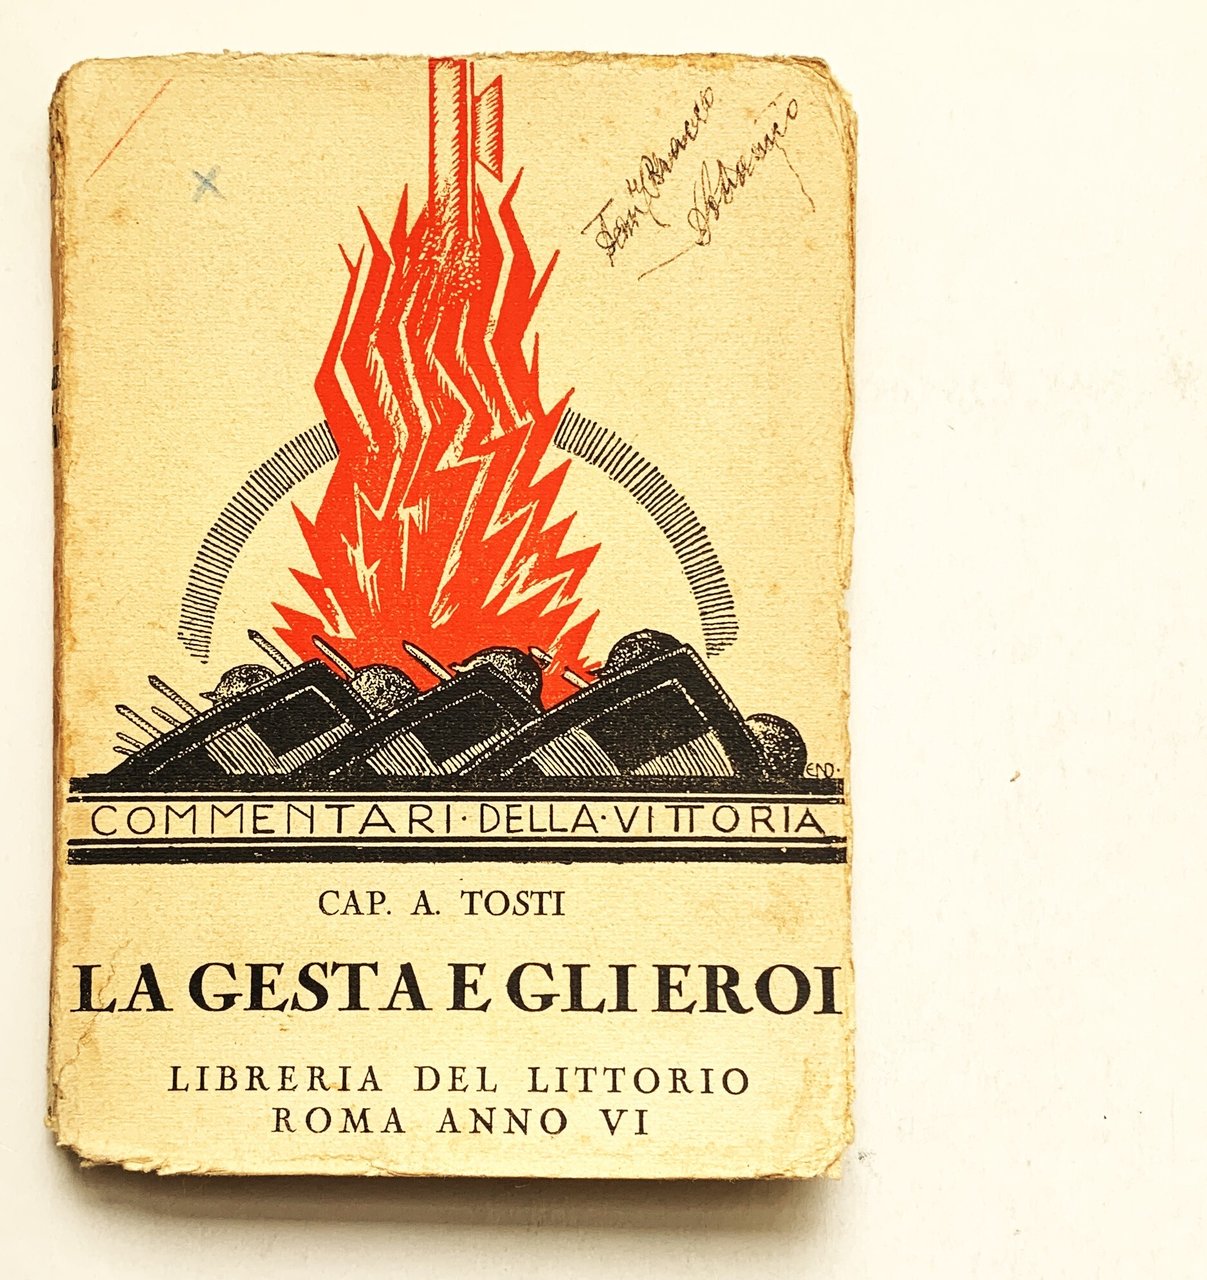 COMMENTARI·DELLA·VITTORIA
CAP. A. TOSTI
LA GESTA E GLI EROI
LIBRERIA DEL LITTORIO
ROMA ANNO VI